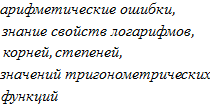 арифметические ошибки,
знание свойств логарифмов,
корней, степеней,
значений тригонометрических
функций